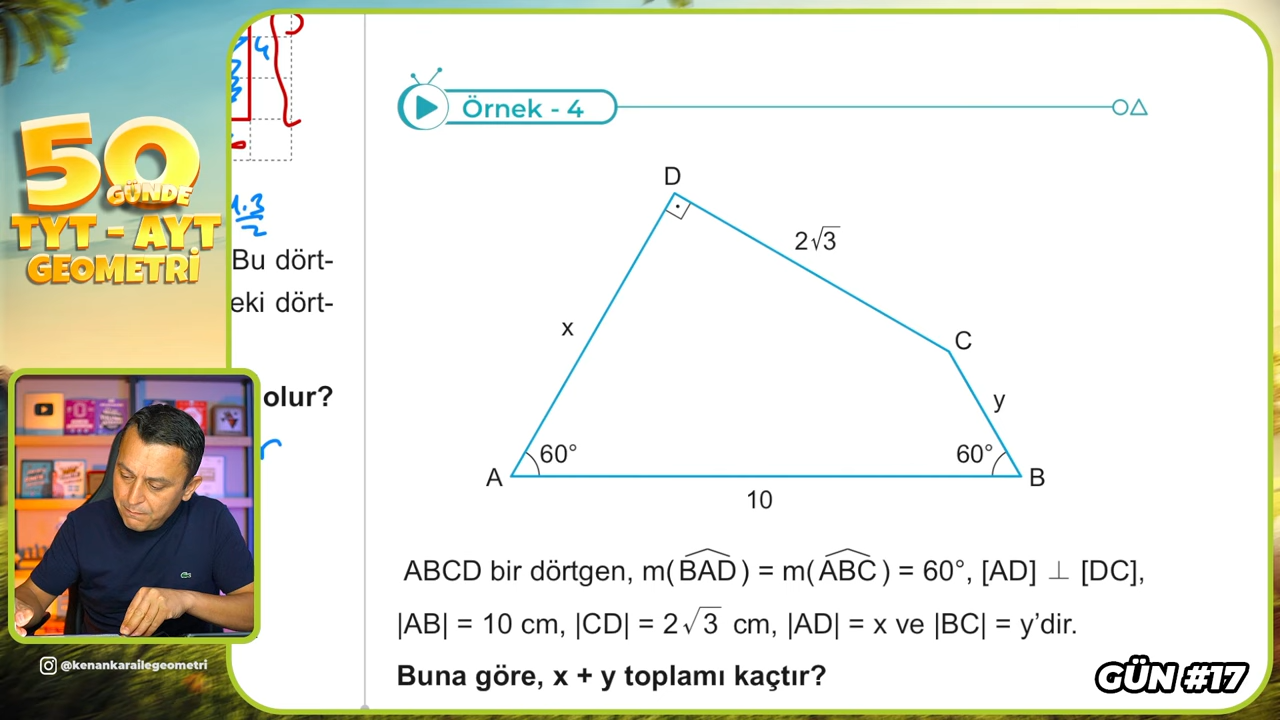 50
GÜNDE
TYT - AYT
GEOMETRİ
4
Bu dört-
eki dört-
olur?
Örnek - 4
D
2√3
x
C
y
60°
60°
A
B
10
ABCD bir dörtgen, m(BAD) = m(ABC) = 60°, [AD] ⊥ [DC],
|AB| = 10 cm, |CD| = 2√3 cm, |AD| = x ve |BC| = y’dir.
Buna göre, x + y toplamı kaçtır?
@kenankarailegeometri
GÜN #17